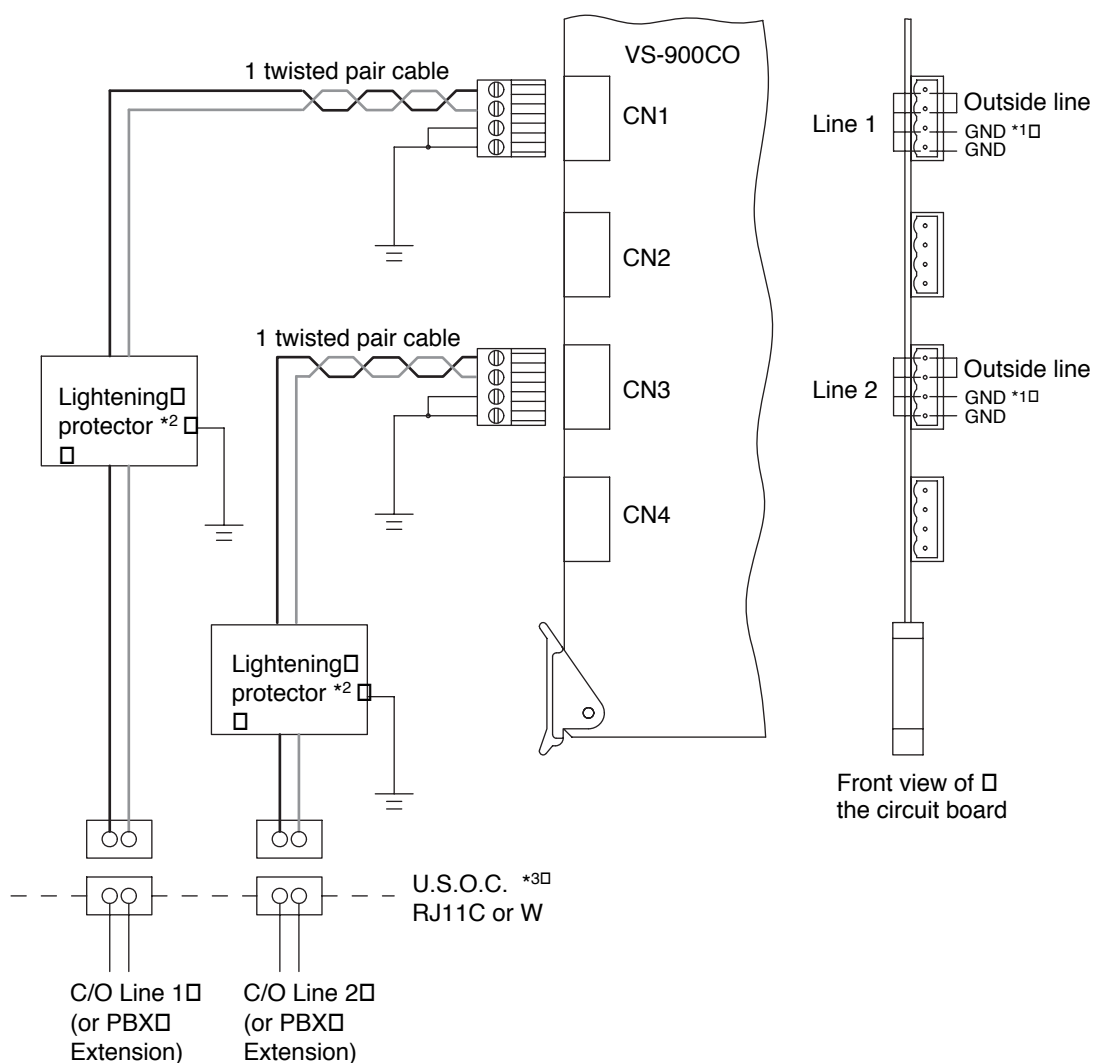 VS-900CO
1 twisted pair cable
CN1
Line 1
Outside line
GND *1□
GND
CN2
1 twisted pair cable
CN3
Line 2
Outside line
GND *1□
GND
Lightening□
protector *2 □
□
CN4
Lightening□
protector *2 □
□
Front view of □
the circuit board
U.S.O.C. *3□
RJ11C or W
C/O Line 1□
(or PBX□
Extension)
C/O Line 2□
(or PBX□
Extension)